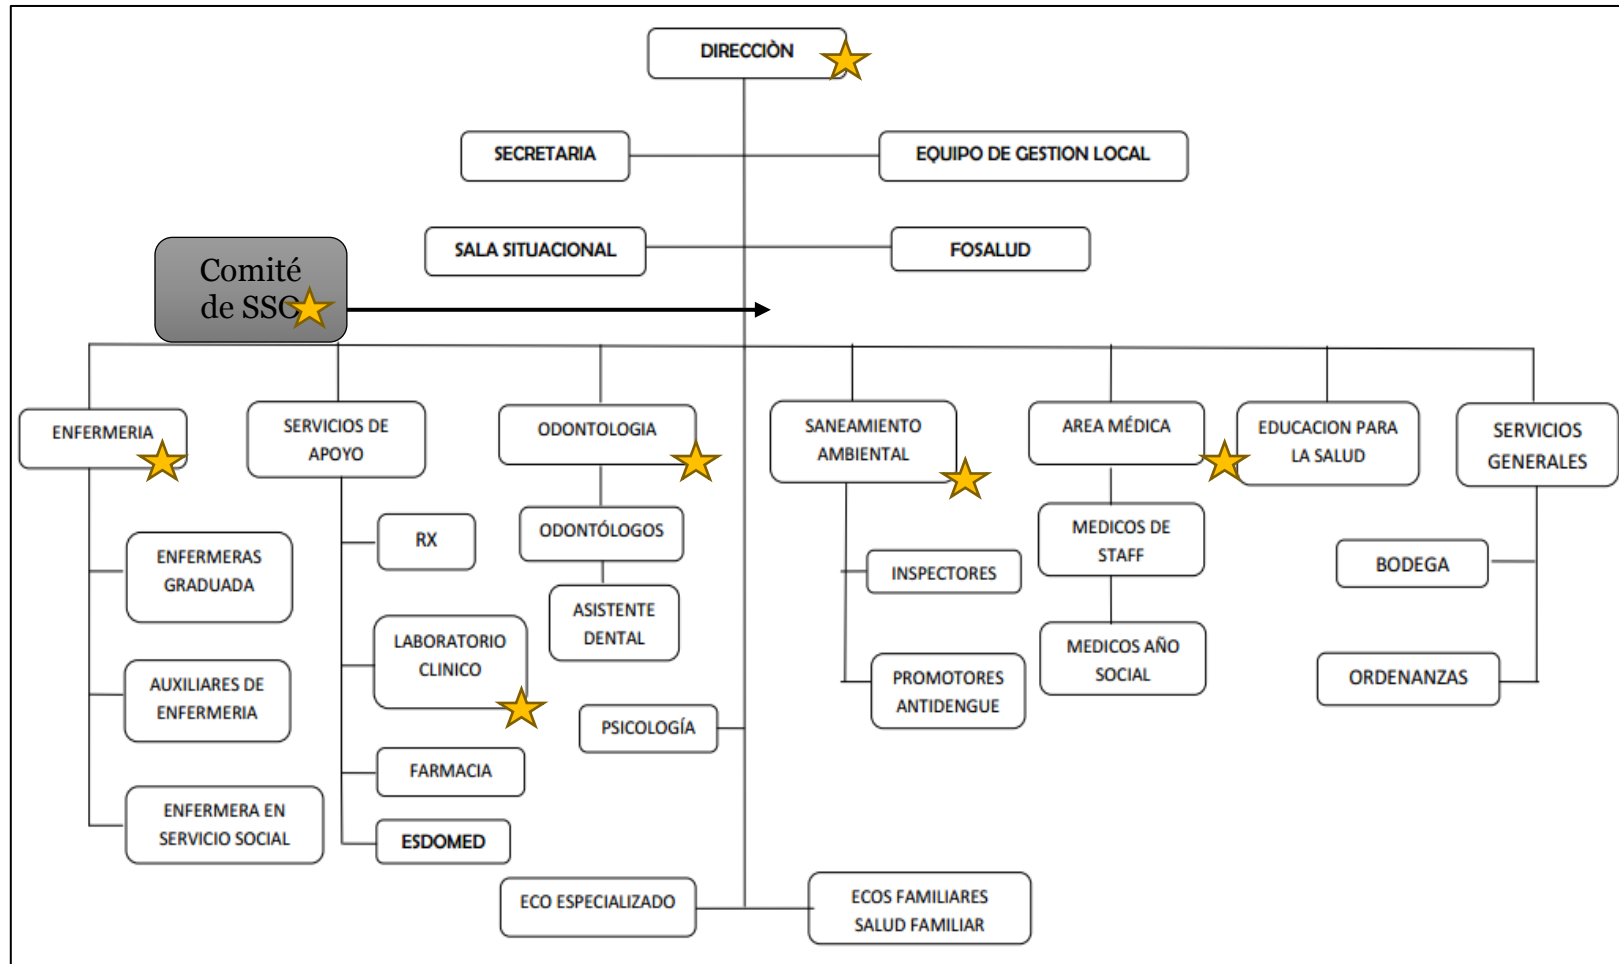 DIRECCIÒN
SECRETARIA
EQUIPO DE GESTION LOCAL
SALA SITUACIONAL
FOSALUD
Comité
de SSO
ENFERMERIA
SERVICIOS DE
APOYO
ODONTOLOGIA
SANEAMIENTO
AMBIENTAL
AREA MÉDICA
EDUCACION PARA
LA SALUD
SERVICIOS
GENERALES
ENFERMERAS
GRADUADA
AUXILIARES DE
ENFERMERIA
ENFERMERA EN
SERVICIO SOCIAL
RX
LABORATORIO
CLINICO
FARMACIA
ESDOMED
ODONTÓLOGOS
ASISTENTE
DENTAL
PSICOLOGÍA
INSPECTORES
PROMOTORES
ANTIDENGUE
MEDICOS DE
STAFF
MEDICOS AÑO
SOCIAL
BODEGA
ORDENANZAS
ECO ESPECIALIZADO
ECOS FAMILIARES
SALUD FAMILIAR